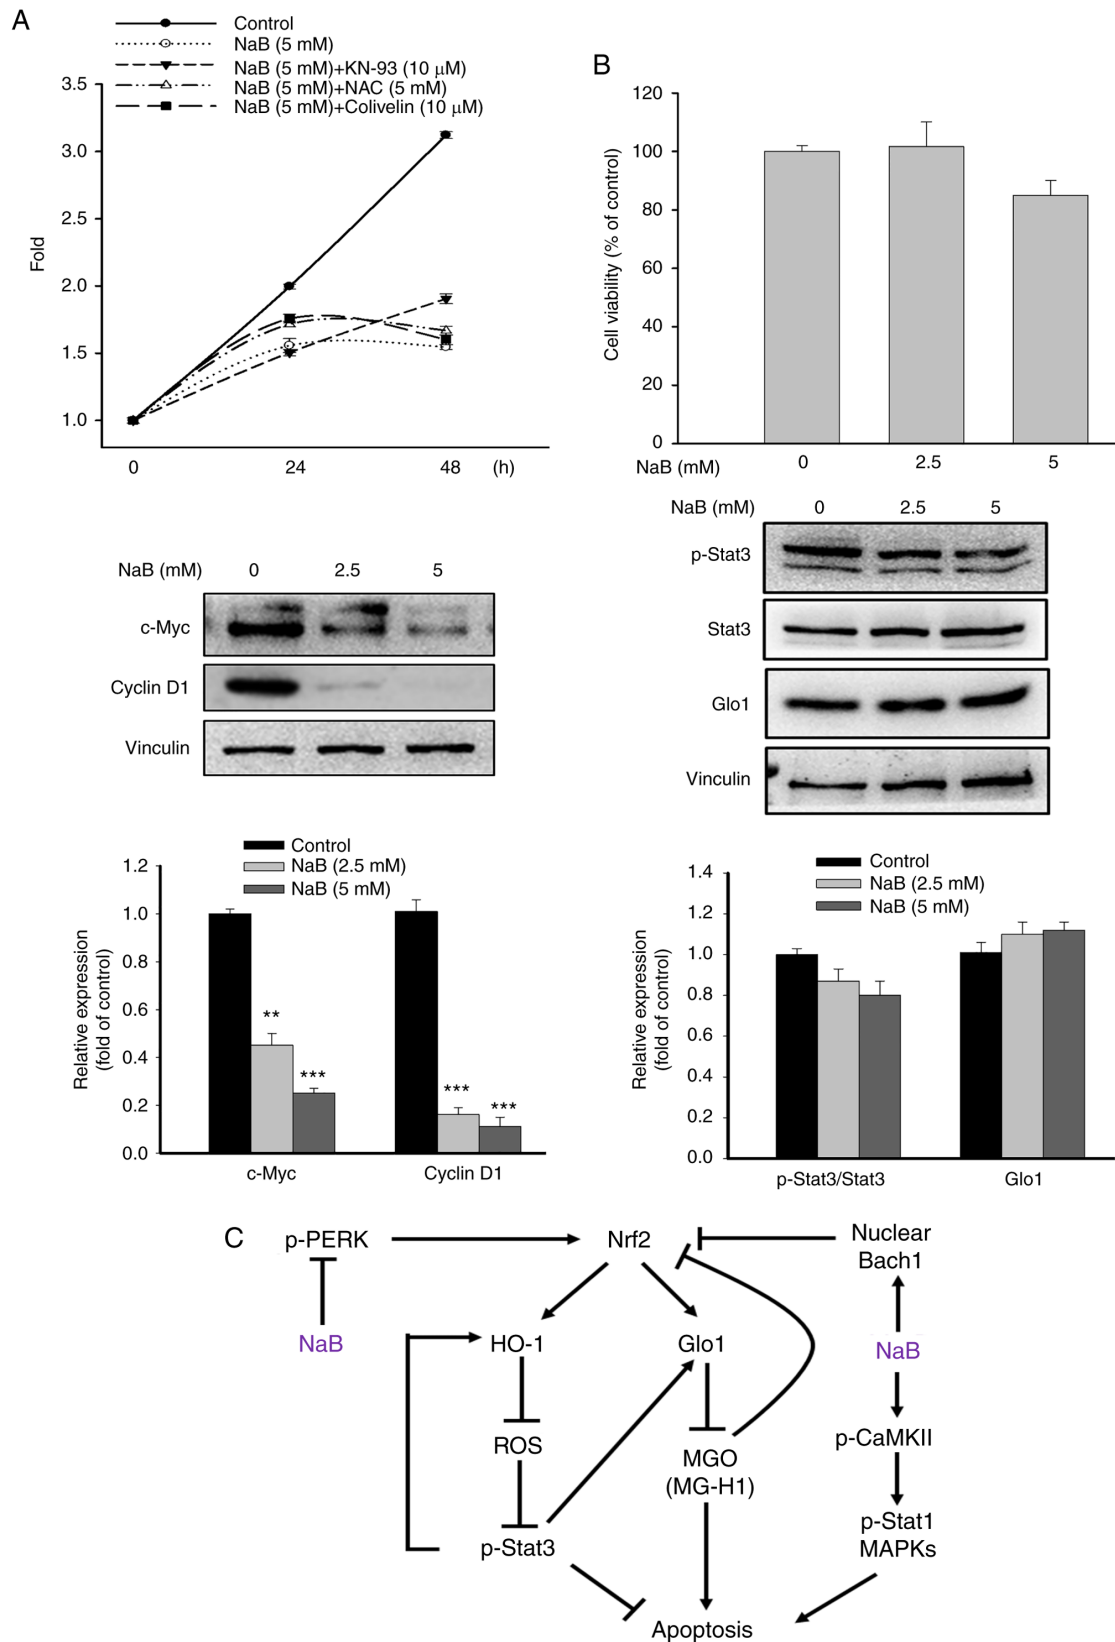 A
Control
NaB (5 mM)
NaB (5 mM)+KN-93 (10 μM)
NaB (5 mM)+NAC (5 mM)
NaB (5 mM)+Colivelin (10 μM)
3.5
3.0
2.5
2.0
1.5
1.0
Fold
0 24 48 (h)
B
120
100
80
60
40
20
0
Cell viability (% of control)
NaB (mM) 0 2.5 5
NaB (mM) 0 2.5 5
c-Myc
Cyclin D1
Vinculin
NaB (mM) 0 2.5 5
p-Stat3
Stat3
Glo1
Vinculin
Control
NaB (2.5 mM)
NaB (5 mM)
1.2
1.0
0.8
0.6
0.4
0.2
0.0
Relative expression
(fold of control)
**
***
***
***
c-Myc Cyclin D1
Control
NaB (2.5 mM)
NaB (5 mM)
1.4
1.2
1.0
0.8
0.6
0.4
0.2
0.0
Relative expression
(fold of control)
p-Stat3/Stat3 Glo1
C
p-PERK Nrf2 Nuclear
Bach1
NaB HO-1 Glo1 NaB
ROS MGO
(MG-H1)
p-CaMKII
p-Stat3 p-Stat1
MAPKs
Apoptosis